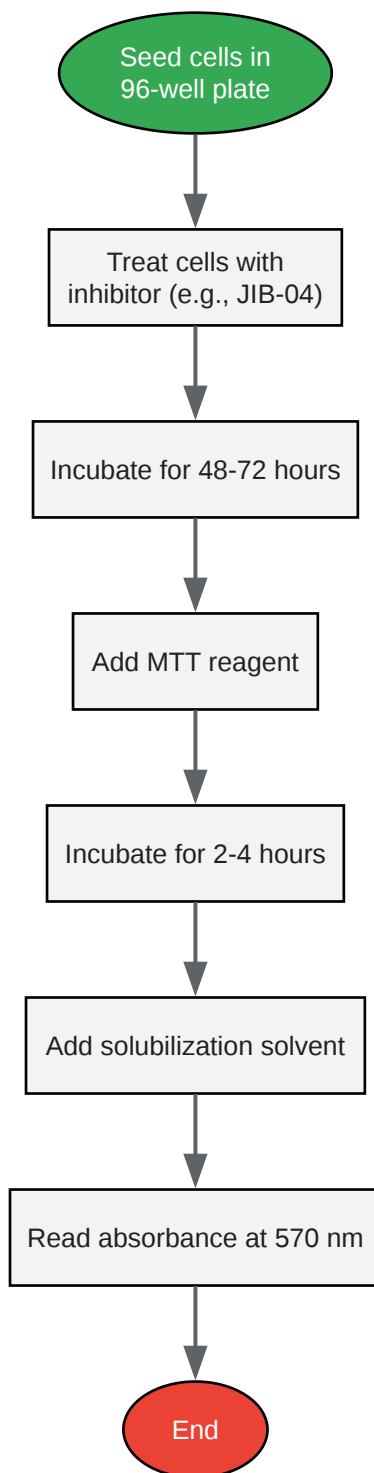 Seed cells in
96-well plate
Treat cells with
inhibitor (e.g., JIB-04)
Incubate for 48-72 hours
Add MTT reagent
Incubate for 2-4 hours
Add solubilization solvent
Read absorbance at 570 nm
End